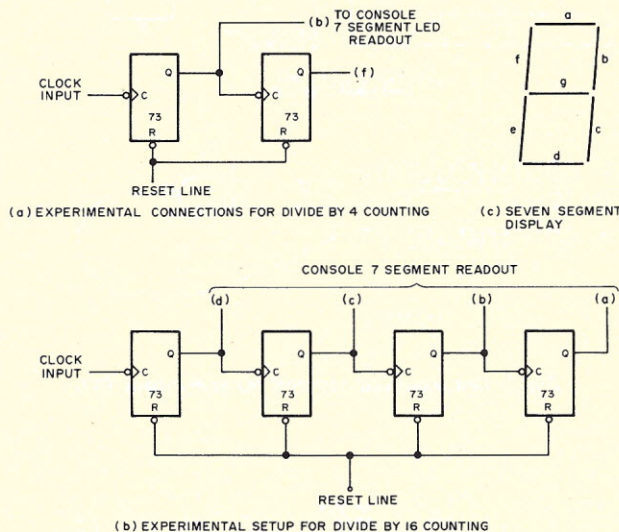 (b) TO CONSOLE
7 SEGMENT LED
READOUT
Q
Q
(f)
CLOCK
INPUT
C
C
73
73
R
R
RESET LINE
(a) EXPERIMENTAL CONNECTIONS FOR DIVIDE BY 4 COUNTING
a
f
b
g
e
c
d
(c) SEVEN SEGMENT
DISPLAY
CONSOLE 7 SEGMENT READOUT
(d)
(c)
(b)
(a)
Q
Q
Q
Q
CLOCK
INPUT
C
C
C
C
73
73
73
73
R
R
R
R
RESET LINE
(b) EXPERIMENTAL SETUP FOR DIVIDE BY 16 COUNTING